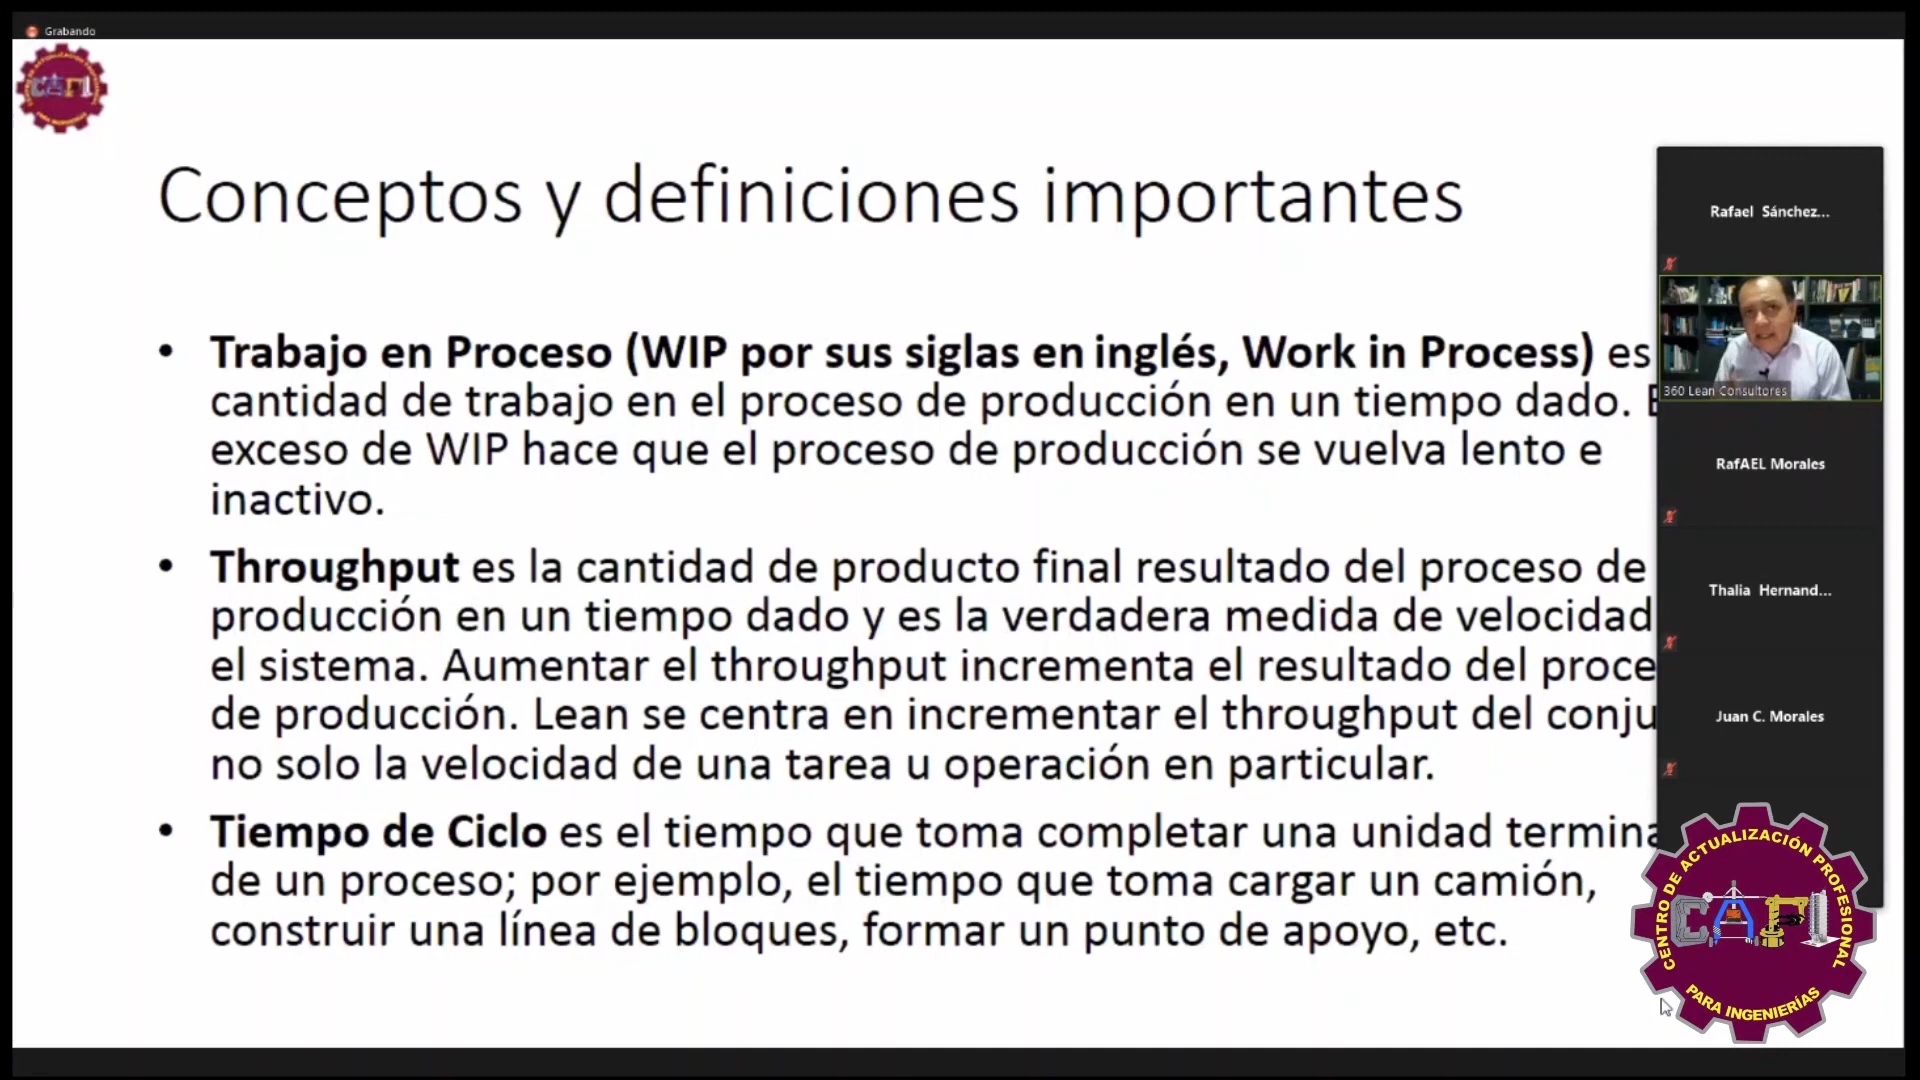 Grabando
Conceptos y definiciones importantes
• Trabajo en Proceso (WIP por sus siglas en inglés, Work in Process) es
cantidad de trabajo en el proceso de producción en un tiempo dado.
exceso de WIP hace que el proceso de producción se vuelva lento e
inactivo.
• Throughput es la cantidad de producto final resultado del proceso de
producción en un tiempo dado y es la verdadera medida de velocidad
el sistema. Aumentar el throughput incrementa el resultado del proce
de producción. Lean se centra en incrementar el throughput del conju
no solo la velocidad de una tarea u operación en particular.
• Tiempo de Ciclo es el tiempo que toma completar una unidad termina
de un proceso; por ejemplo, el tiempo que toma cargar un camión,
construir una línea de bloques, formar un punto de apoyo, etc.
Rafael Sánchez...
360 Lean Consultores
RafAEL Morales
Thalia Hernand...
Juan C. Morales
CENTRO DE ACTUALIZACIÓN PROFESIONAL
CAPI
PARA INGENIERÍAS